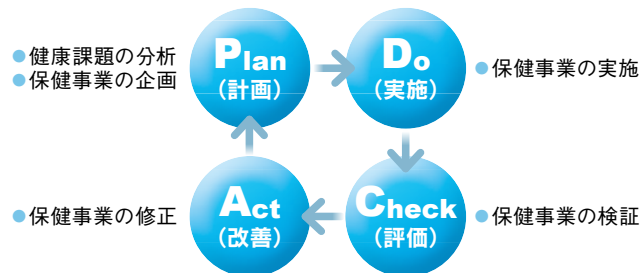 ●健康課題の分析
●保健事業の企画
Plan
(計画)
Do
(実施)
●保健事業の実施
●保健事業の修正
Act
(改善)
Check
(評価)
●保健事業の検証